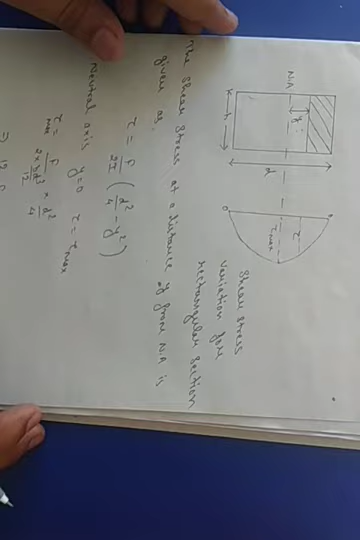 N.A
y
b
d
τ
τmax
Shear Stress
variation for
rectangular section
The Shear Stress at a distance y from N.A is
given as.
τ = F/2I (d²/4 - y²)
Neutral axis y=0 τ = τmax
τmax = F / (2 × bd³/12) × d²/4